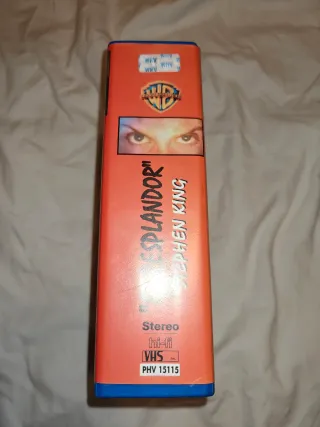 WB
ESPLANDOR"
STEPHEN KING
Stereo
hi-fi
VHS
PHV 15115